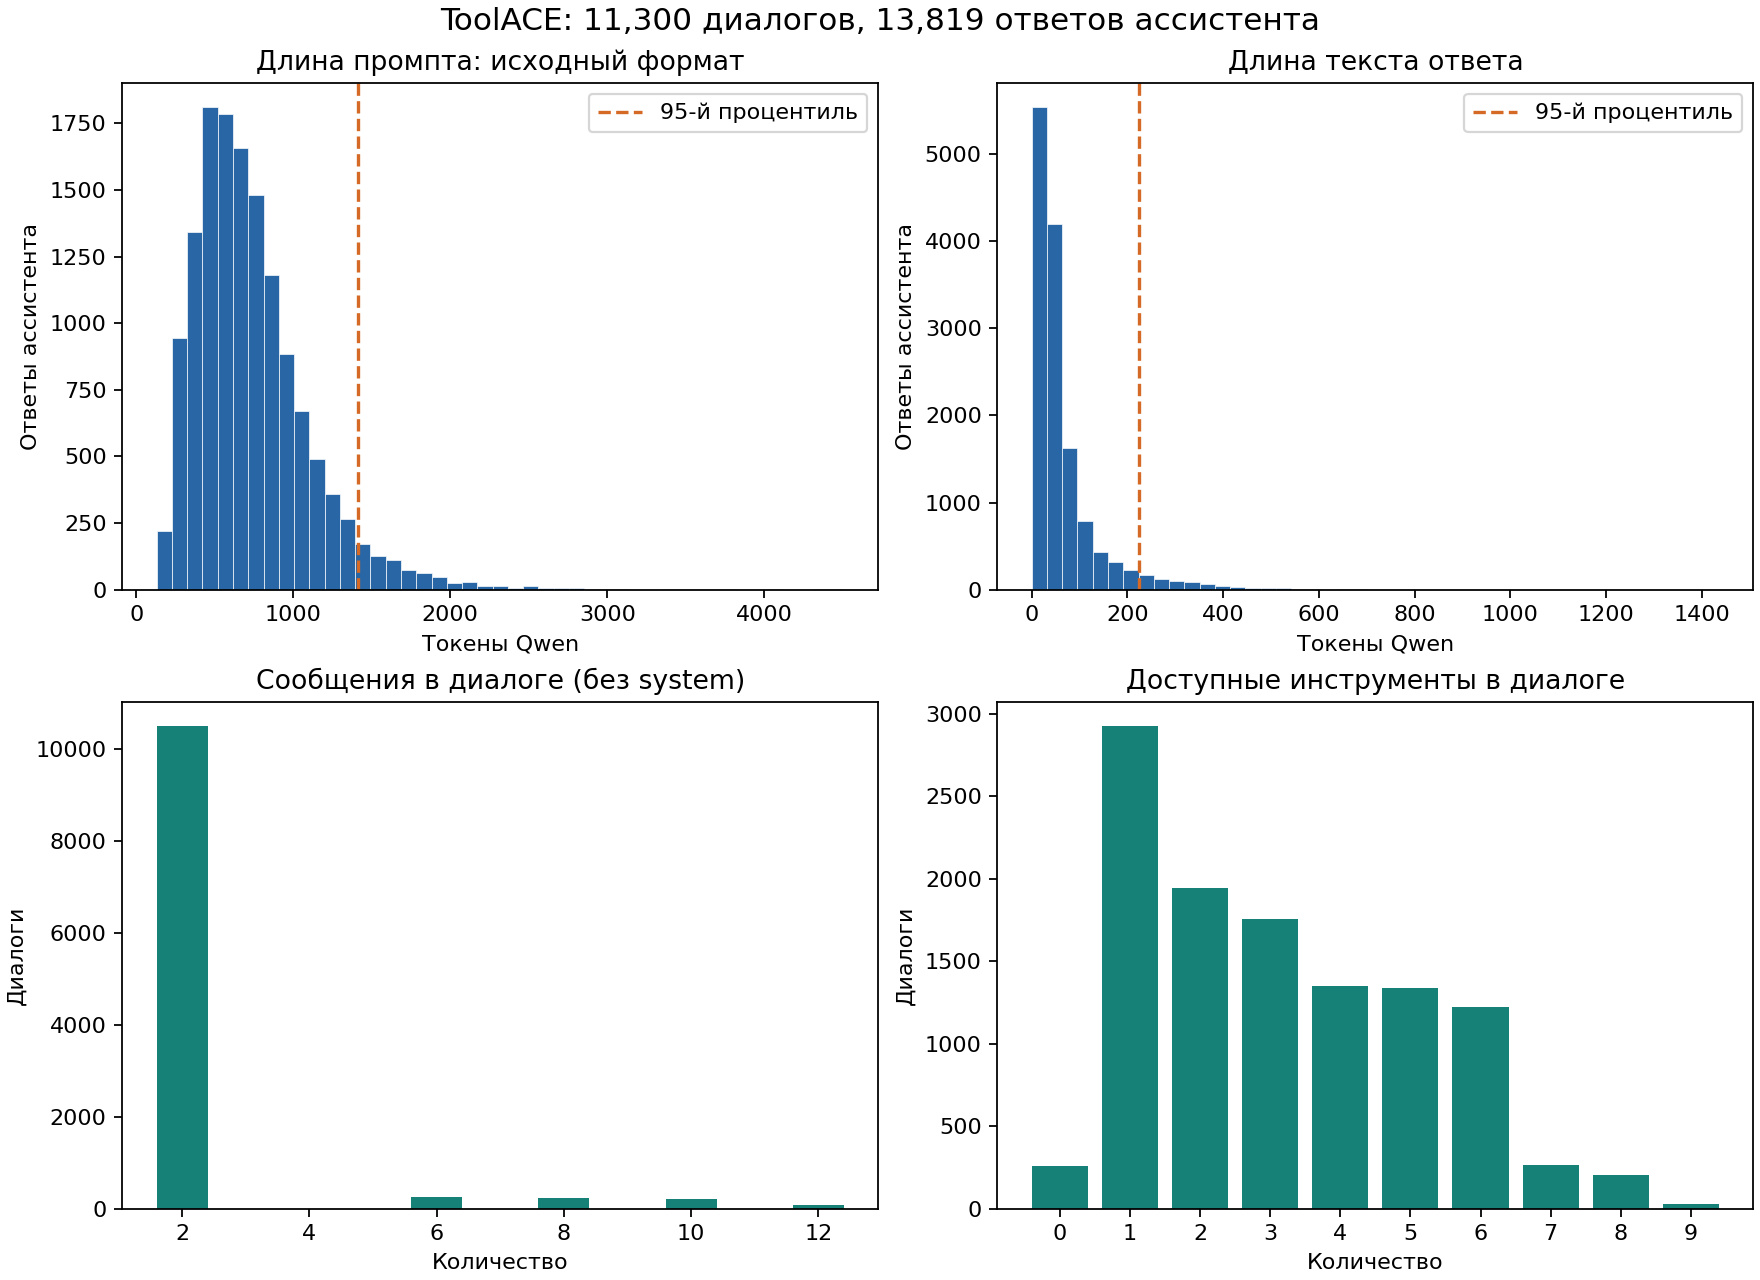 ToolACE: 11,300 диалогов, 13,819 ответов ассистента
Длина промпта: исходный формат
95-й процентиль
Ответы ассистента
1750
1500
1250
1000
750
500
250
0
0 1000 2000 3000 4000
Токены Qwen
Длина текста ответа
95-й процентиль
Ответы ассистента
5000
4000
3000
2000
1000
0
0 200 400 600 800 1000 1200 1400
Токены Qwen
Сообщения в диалоге (без system)
Диалоги
10000
8000
6000
4000
2000
0
2 4 6 8 10 12
Количество
Доступные инструменты в диалоге
Диалоги
3000
2500
2000
1500
1000
500
0
0 1 2 3 4 5 6 7 8 9
Количество